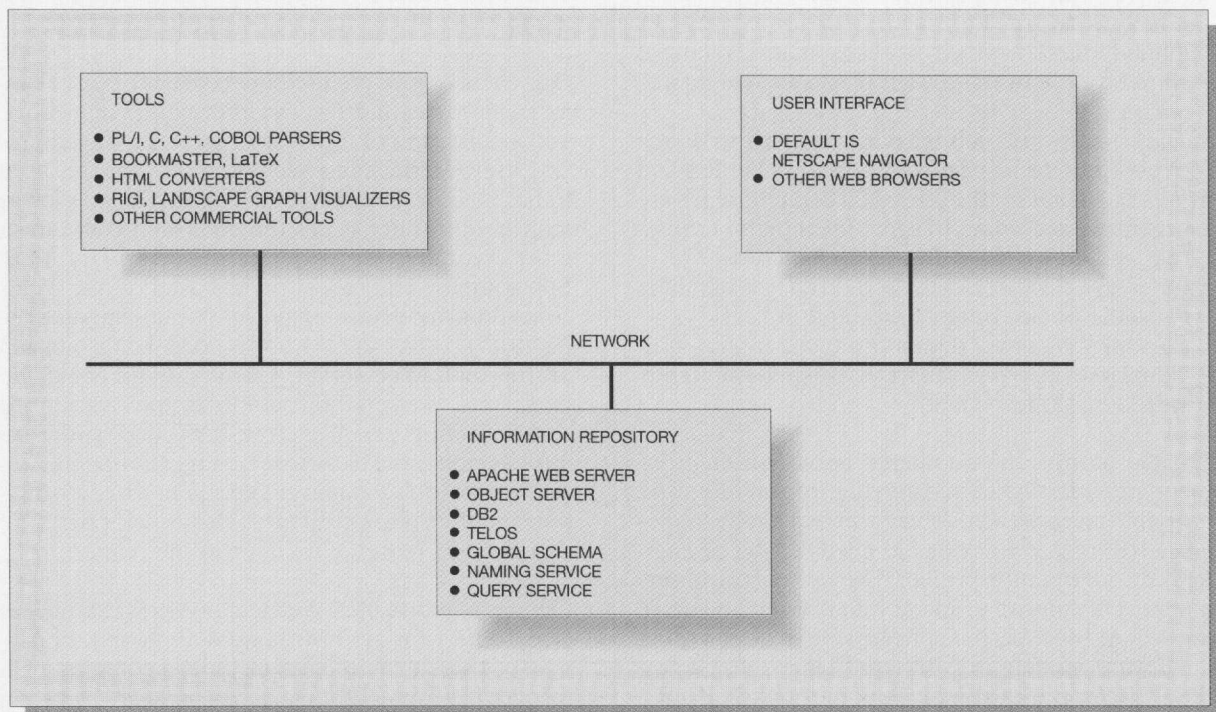 TOOLS
● PL/I, C, C++, COBOL PARSERS
● BOOKMASTER, LaTeX
● HTML CONVERTERS
● RIGI, LANDSCAPE GRAPH VISUALIZERS
● OTHER COMMERCIAL TOOLS
USER INTERFACE
● DEFAULT IS
NETSCAPE NAVIGATOR
● OTHER WEB BROWSERS
NETWORK
INFORMATION REPOSITORY
● APACHE WEB SERVER
● OBJECT SERVER
● DB2
● TELOS
● GLOBAL SCHEMA
● NAMING SERVICE
● QUERY SERVICE